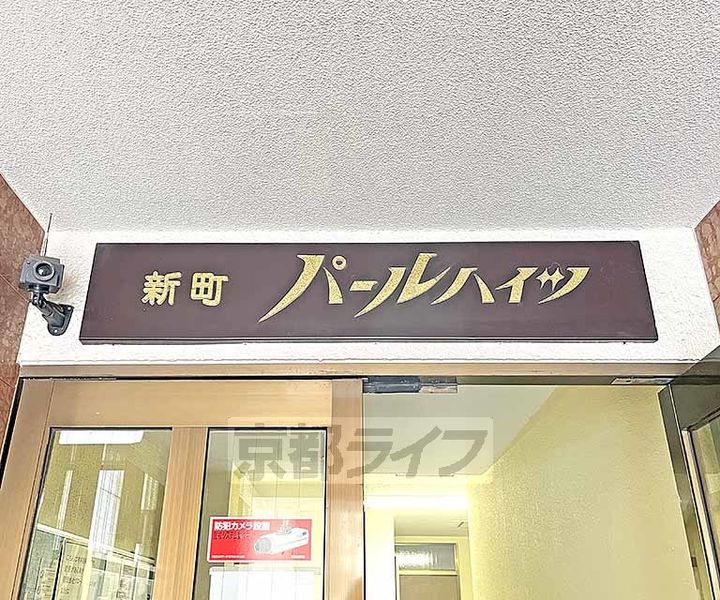 新町 パールハイツ
京都ライフ
防犯カメラ設置